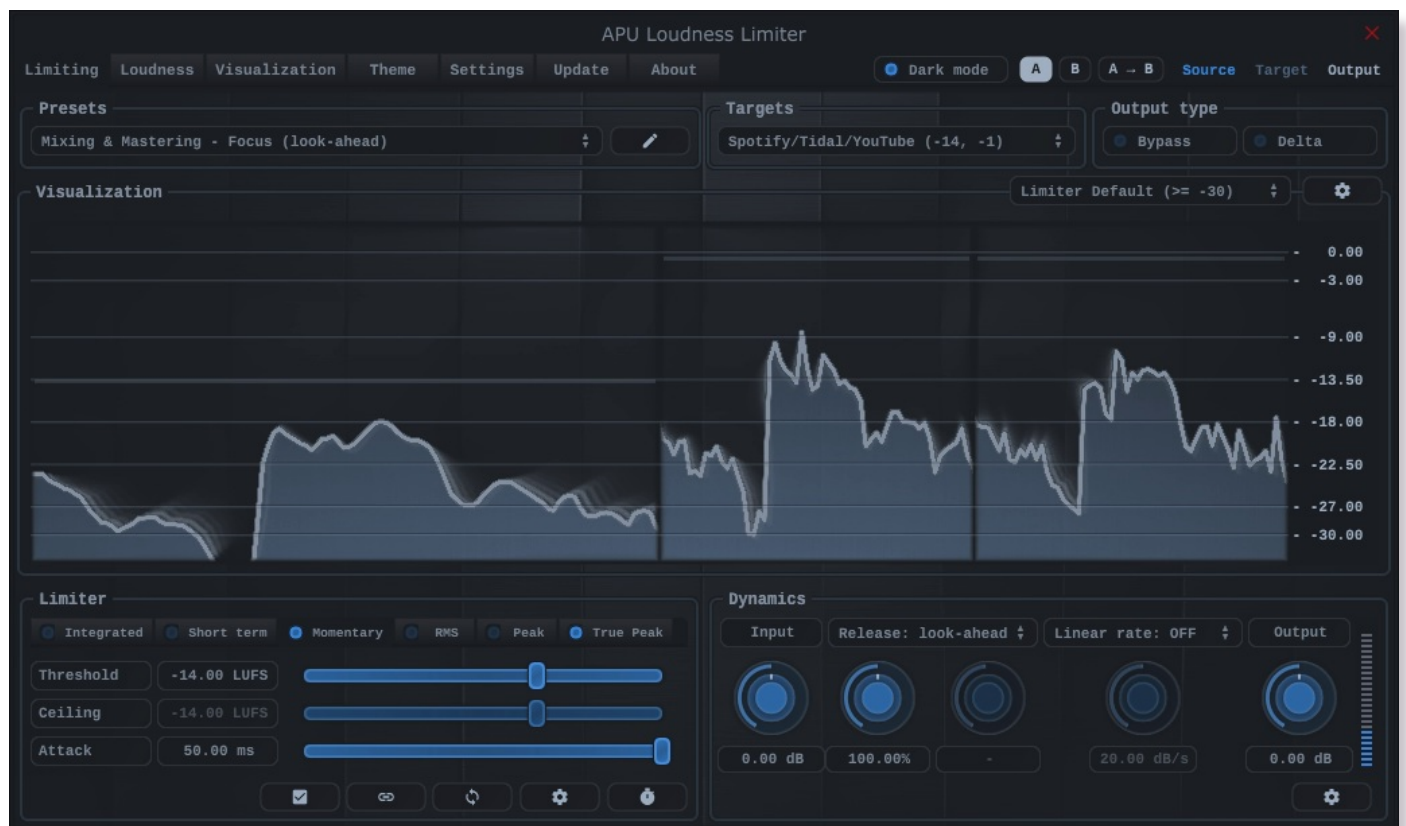 APU Loudness Limiter
Limiting Loudness Visualization Theme Settings Update About Dark mode A B A → B Source Target Output
Presets Targets Output type
Mixing & Mastering - Focus (look-ahead) Spotify/Tidal/YouTube (-14, -1) Bypass Delta
Visualization Limiter Default (>= -30)
- 0.00
- -3.00
- -9.00
- -13.50
- -18.00
- -22.50
- -27.00
- -30.00
Limiter Dynamics
Integrated Short term Momentary RMS Peak True Peak Input Release: look-ahead Linear rate: OFF Output
Threshold -14.00 LUFS
Ceiling -14.00 LUFS
Attack 50.00 ms 0.00 dB 100.00% - 20.00 dB/s 0.00 dB